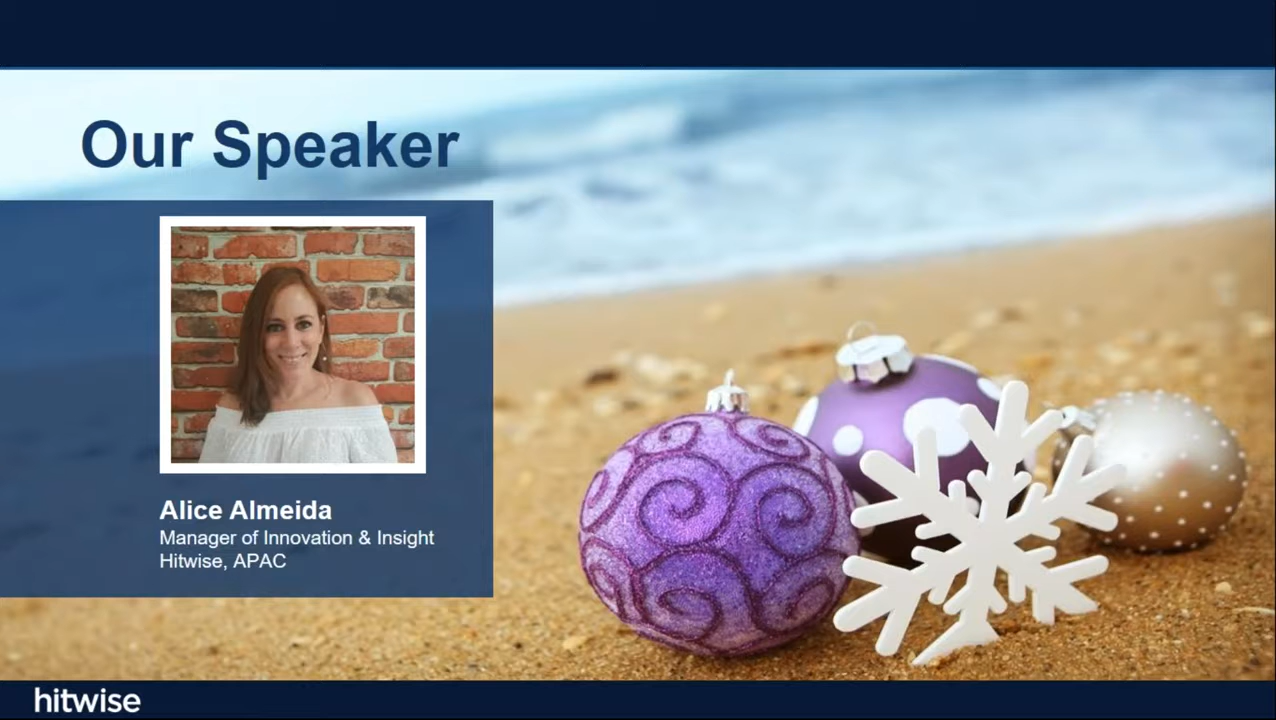 Our Speaker
Alice Almeida
Manager of Innovation & Insight
Hitwise, APAC
hitwise